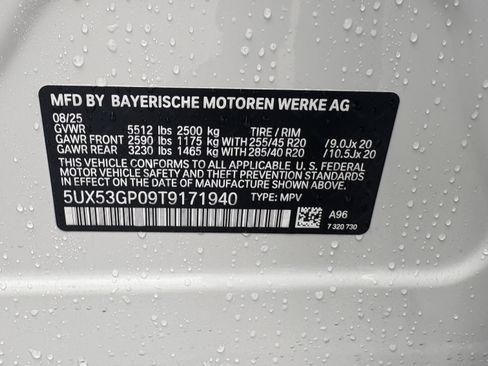 MFD BY BAYERISCHE MOTOREN WERKE AG
08/25
GVWR 5512 lbs 2500 kg TIRE / RIM
GAWR FRONT 2590 lbs 1175 kg WITH 255/45 R20 /9.0Jx 20
GAWR REAR 3230 lbs 1465 kg WITH 285/40 R20 /10.5Jx 20
THIS VEHICLE CONFORMS TO ALL APPLICABLE U. S. FEDERAL
MOTOR VEHICLE SAFETY AND THEFT PREVENTION STANDARDS
IN EFFECT ON THE DATE OF MANUFACTURE SHOWN ABOVE.
5UX53GP09T9171940 TYPE: MPV A96
7 320 730